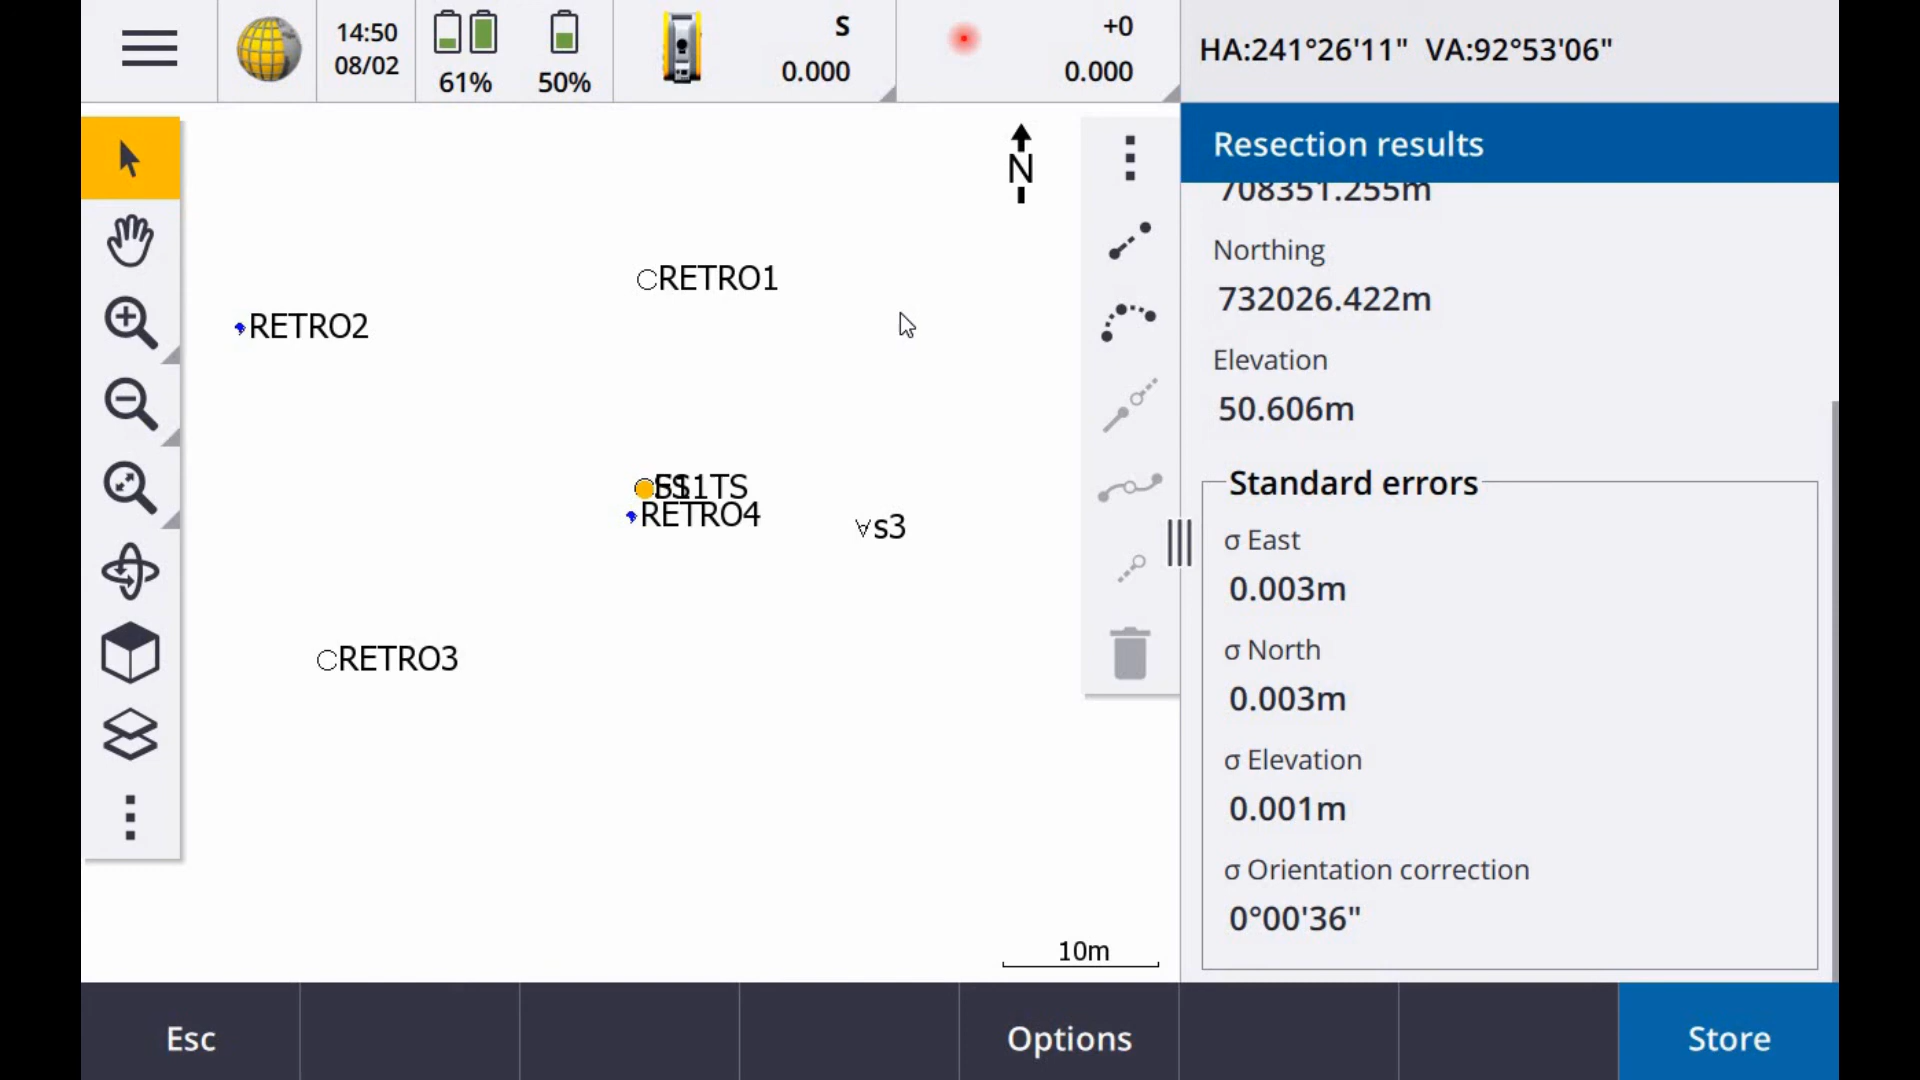 14:50
08/02
61%
50%
S
0.000
+0
0.000
HA:241°26'11" VA:92°53'06"
Resection results
708351.255m
Northing
732026.422m
Elevation
50.606m
Standard errors
σ East
0.003m
σ North
0.003m
σ Elevation
0.001m
σ Orientation correction
0°00'36"
N
RETRO1
RETRO2
RETRO4
s3
RETRO3
10m
Esc
Options
Store